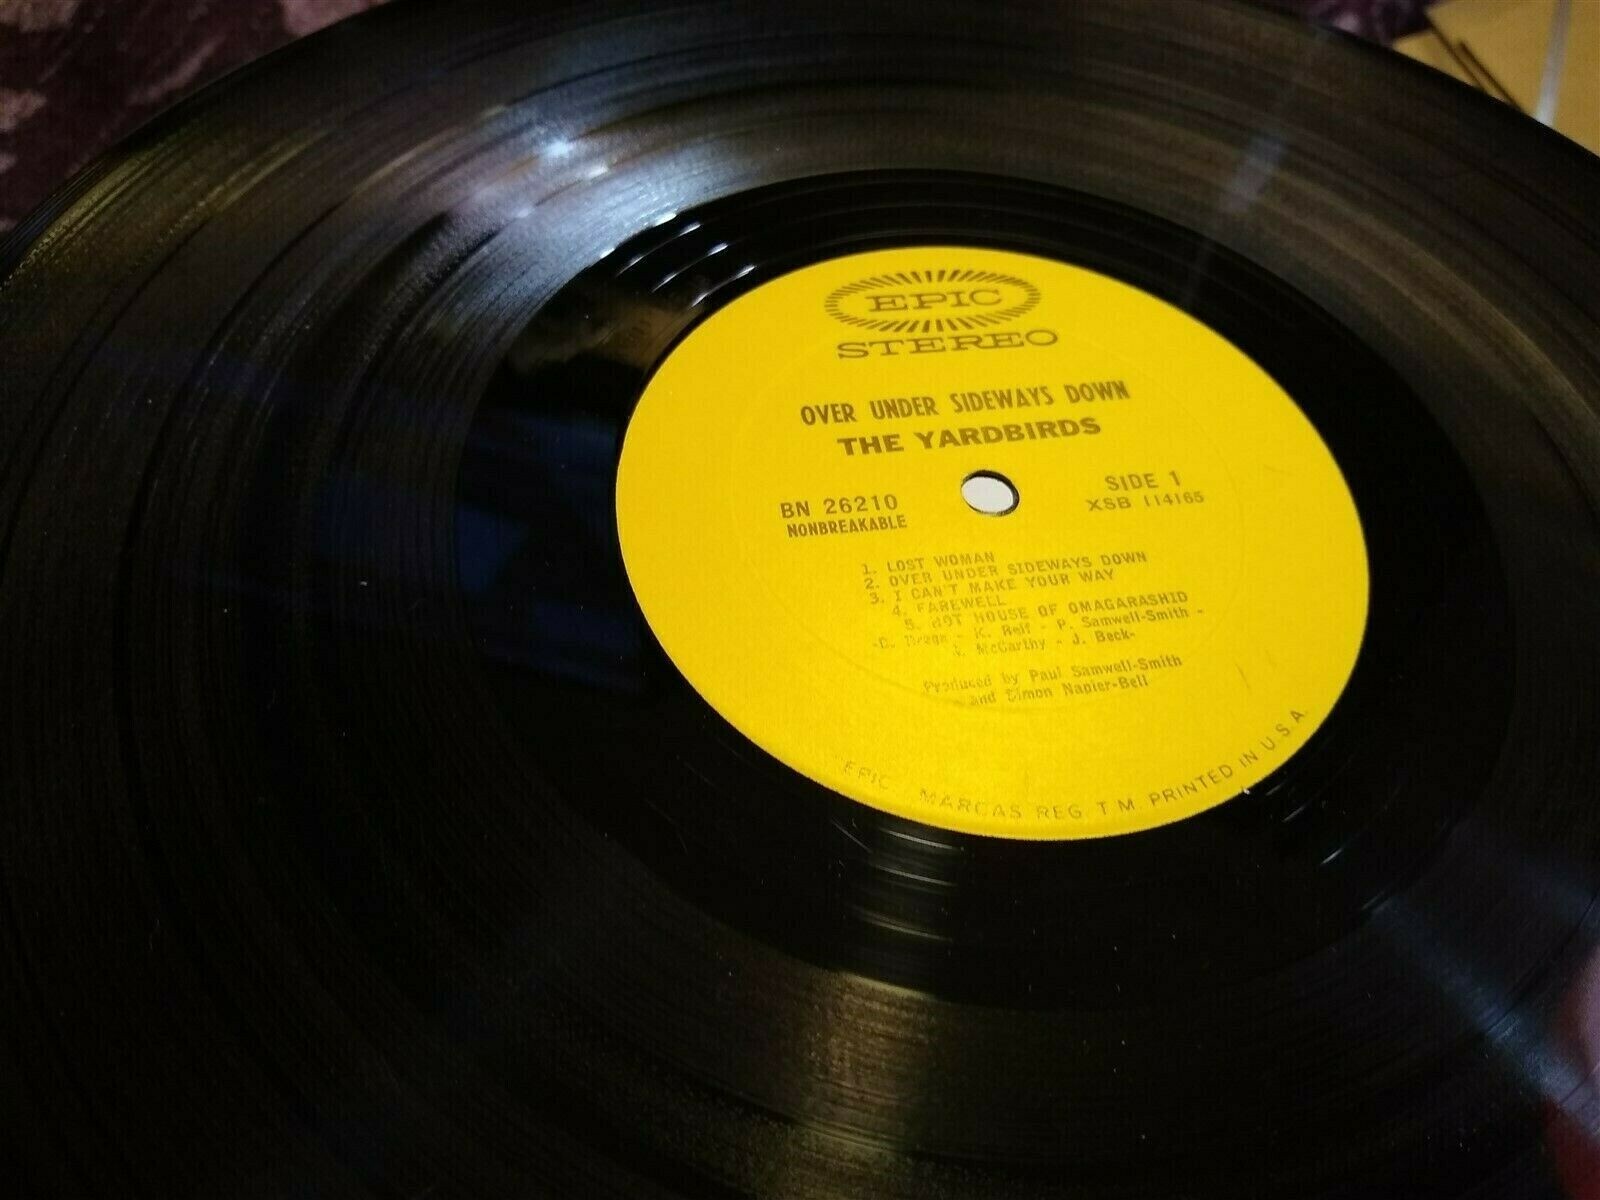 EPIC
STEREO
OVER UNDER SIDEWAYS DOWN
THE YARDBIRDS
BN 26210
NONBREAKABLE
SIDE 1
XSB 114165
1. LOST WOMAN
2. OVER UNDER SIDEWAYS DOWN
3. I CAN'T MAKE YOUR WAY
4. FAREWELL
5. HOT HOUSE OF OMAGARASHID
-C. Drega - K. Relf - P. Samwell-Smith -
J. McCarthy - J. Beck-
Produced by Paul Samwell-Smith
and Simon Napier-Bell
EPIC MARCAS REG. T.M. PRINTED IN U.S.A.